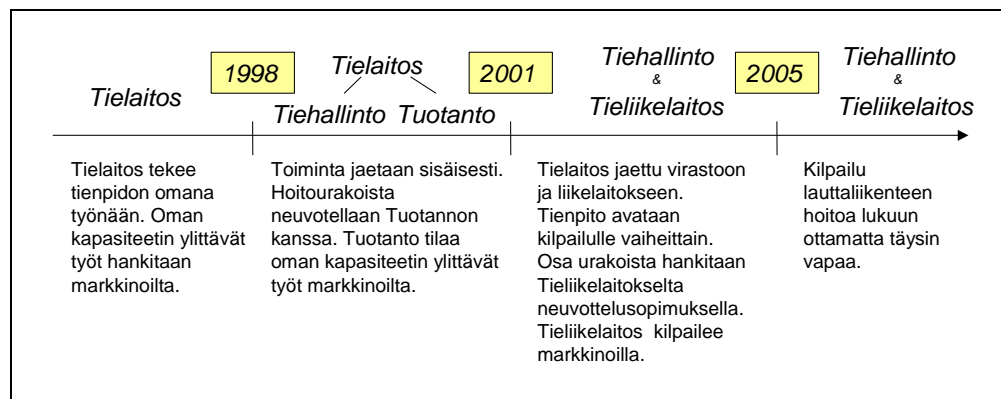 Tielaitos
1998
Tielaitos
Tiehallinto Tuotanto
2001
Tiehallinto
&
Tieliikelaitos
2005
Tiehallinto
&
Tieliikelaitos
Tielaitos tekee
tienpidon omana
työnään. Oman
kapasiteetin ylittävät
työt hankitaan
markkinoilta.
Toiminta jaetaan sisäisesti.
Hoitourakoista
neuvotellaan Tuotannon
kanssa. Tuotanto tilaa
oman kapasiteetin ylittävät
työt markkinoilta.
Tielaitos jaettu virastoon
ja liikelaitokseen.
Tienpito avataan
kilpailulle vaiheittain.
Osa urakoista hankitaan
Tieliikelaitokselta
neuvottelusopimuksella.
Tieliikelaitos kilpailee
markkinoilla.
Kilpailu
lauttaliikenteen
hoitoa lukuun
ottamatta täysin
vapaa.